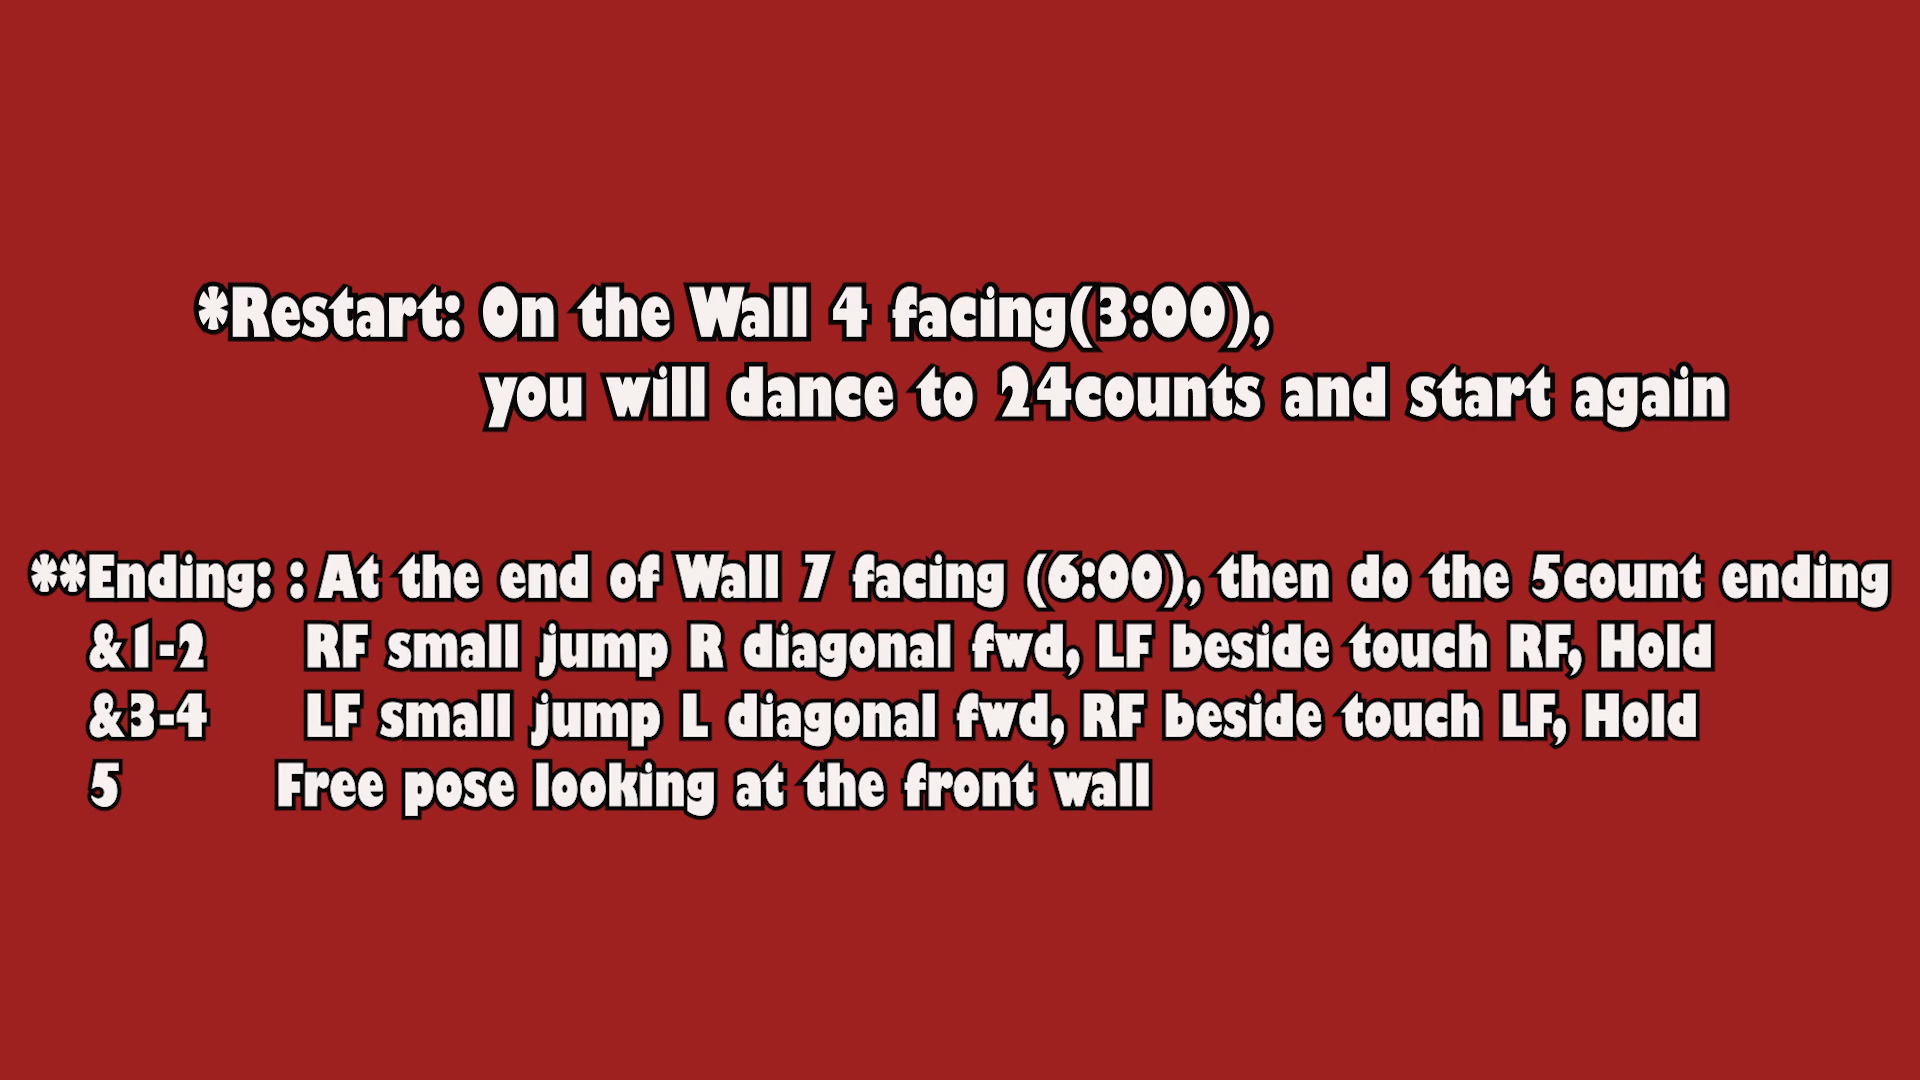 *Restart: On the Wall 4 facing(3:00),
you will dance to 24counts and start again
**Ending: : At the end of Wall 7 facing (6:00), then do the 5count ending
&1-2 RF small jump R diagonal fwd, LF beside touch RF, Hold
&3-4 LF small jump L diagonal fwd, RF beside touch LF, Hold
5 Free pose looking at the front wall